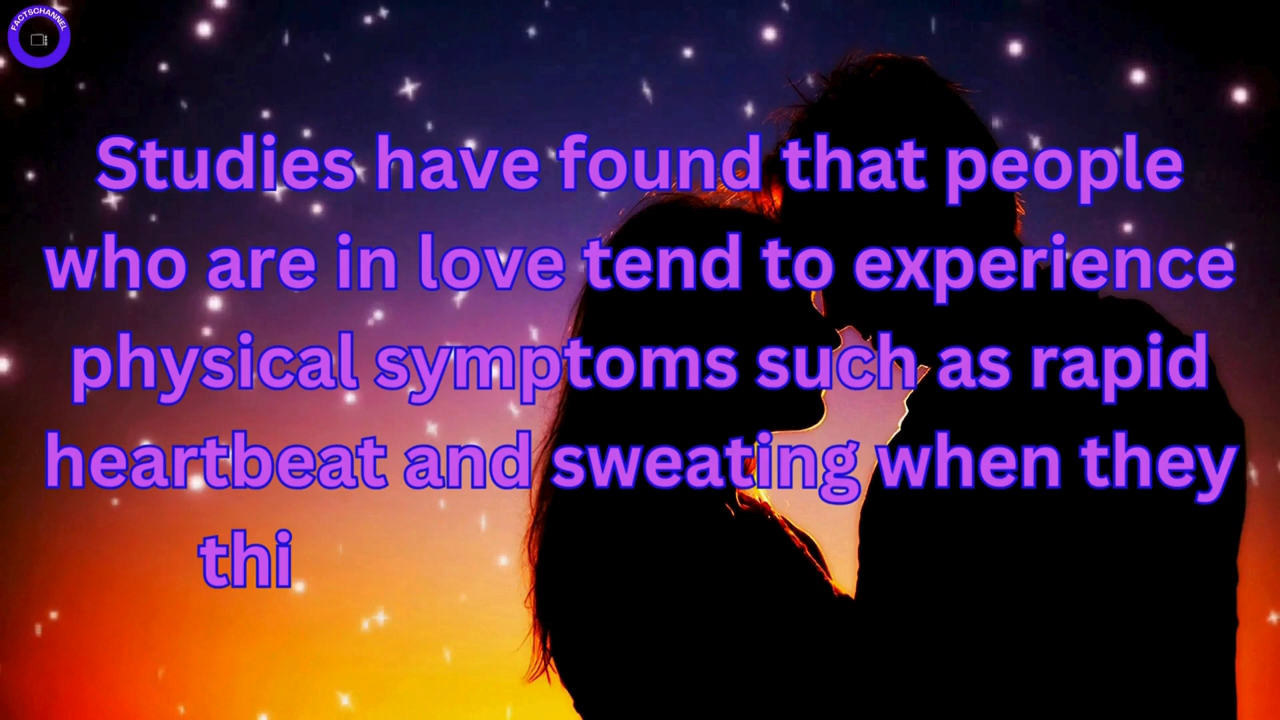 FACTSCHANNEL
Studies have found that people
who are in love tend to experience
physical symptoms such as rapid
heartbeat and sweating when they
thi